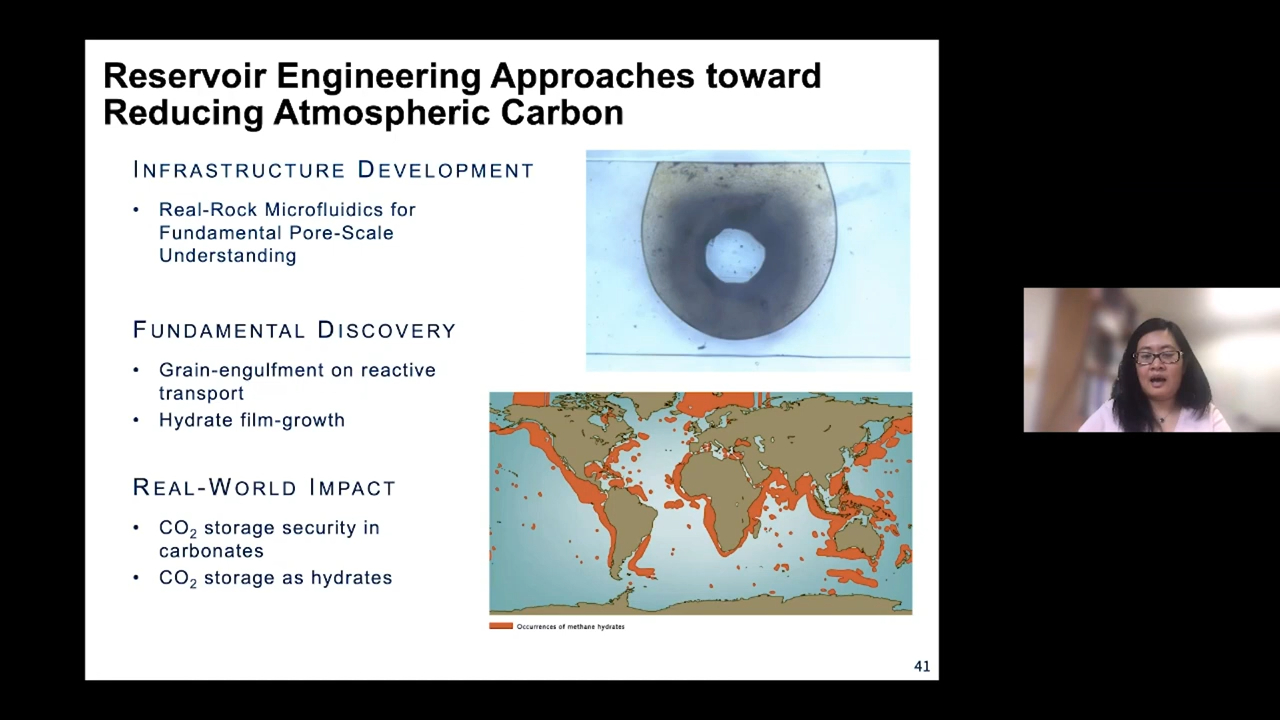 Reservoir Engineering Approaches toward
Reducing Atmospheric Carbon
INFRASTRUCTURE DEVELOPMENT
• Real-Rock Microfluidics for
Fundamental Pore-Scale
Understanding
FUNDAMENTAL DISCOVERY
• Grain-engulfment on reactive
transport
• Hydrate film-growth
REAL-WORLD IMPACT
• CO₂ storage security in
carbonates
• CO₂ storage as hydrates
Occurrences of methane hydrates
41